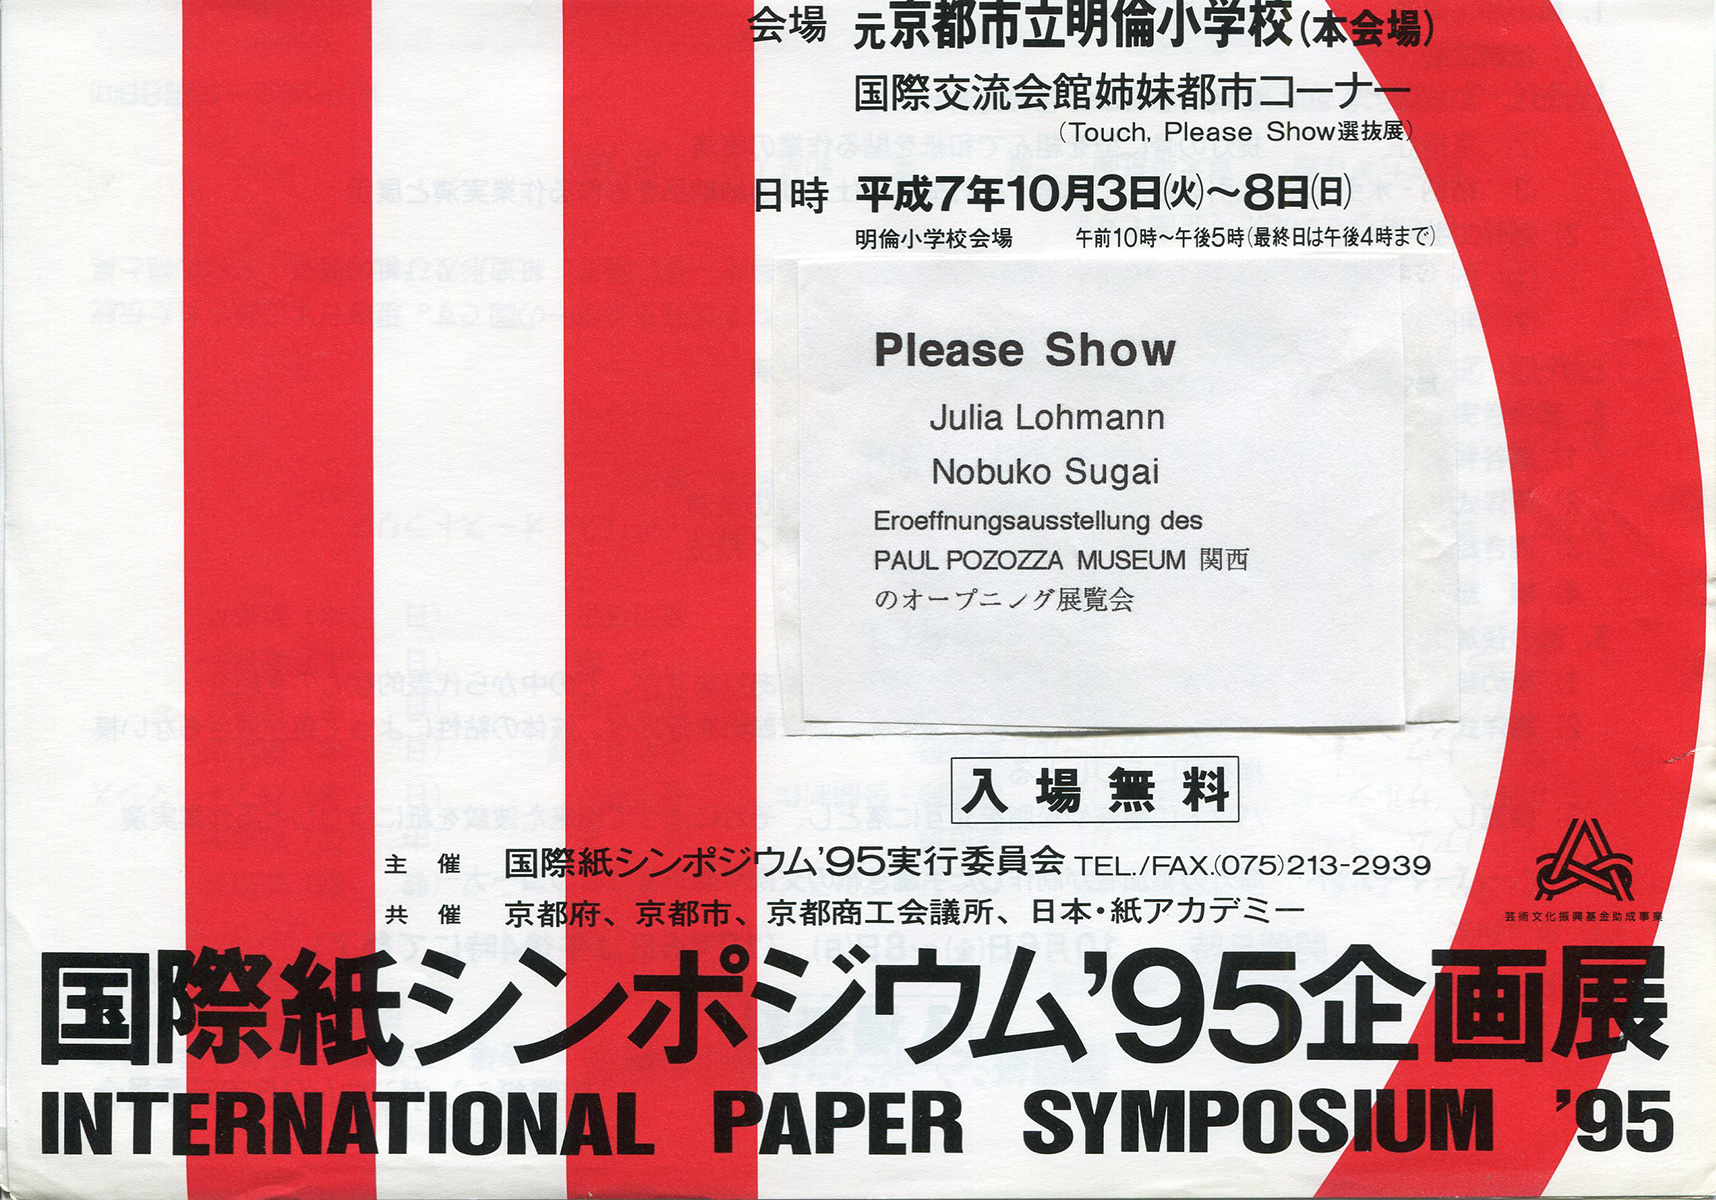 会場 元京都市立明倫小学校(本会場)
国際交流会館姉妹都市コーナー
(Touch, Please Show選抜展)
日時 平成7年10月3日(火)〜8日(日)
明倫小学校会場 午前10時〜午後5時(最終日は午後4時まで)
Please Show
Julia Lohmann
Nobuko Sugai
Eroeffnungsausstellung des
PAUL POZOZZA MUSEUM 関西
のオープニング展覧会
入場無料
主催 国際紙シンポジウム'95実行委員会 TEL./FAX.(075)213-2939
共催 京都府、京都市、京都商工会議所、日本・紙アカデミー
芸術文化振興基金助成事業
国際紙シンポジウム'95企画展
INTERNATIONAL PAPER SYMPOSIUM '95